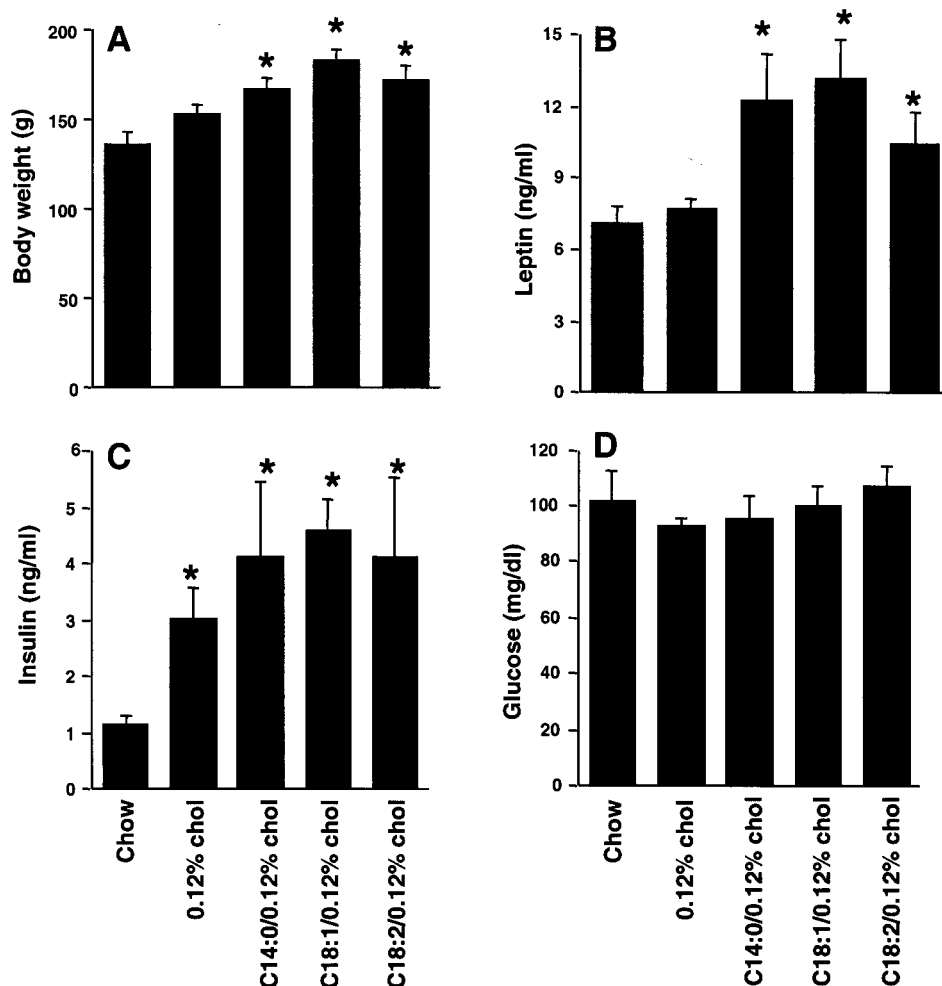 A
Body weight (g)
200
150
100
50
0
*
*
*
B
Leptin (ng/ml)
15
12
9
6
3
0
*
*
*
C
Insulin (ng/ml)
6
5
4
3
2
1
0
*
*
*
*
Chow
0.12% chol
C14:0/0.12% chol
C18:1/0.12% chol
C18:2/0.12% chol
D
Glucose (mg/dl)
120
100
80
60
40
20
0
Chow
0.12% chol
C14:0/0.12% chol
C18:1/0.12% chol
C18:2/0.12% chol